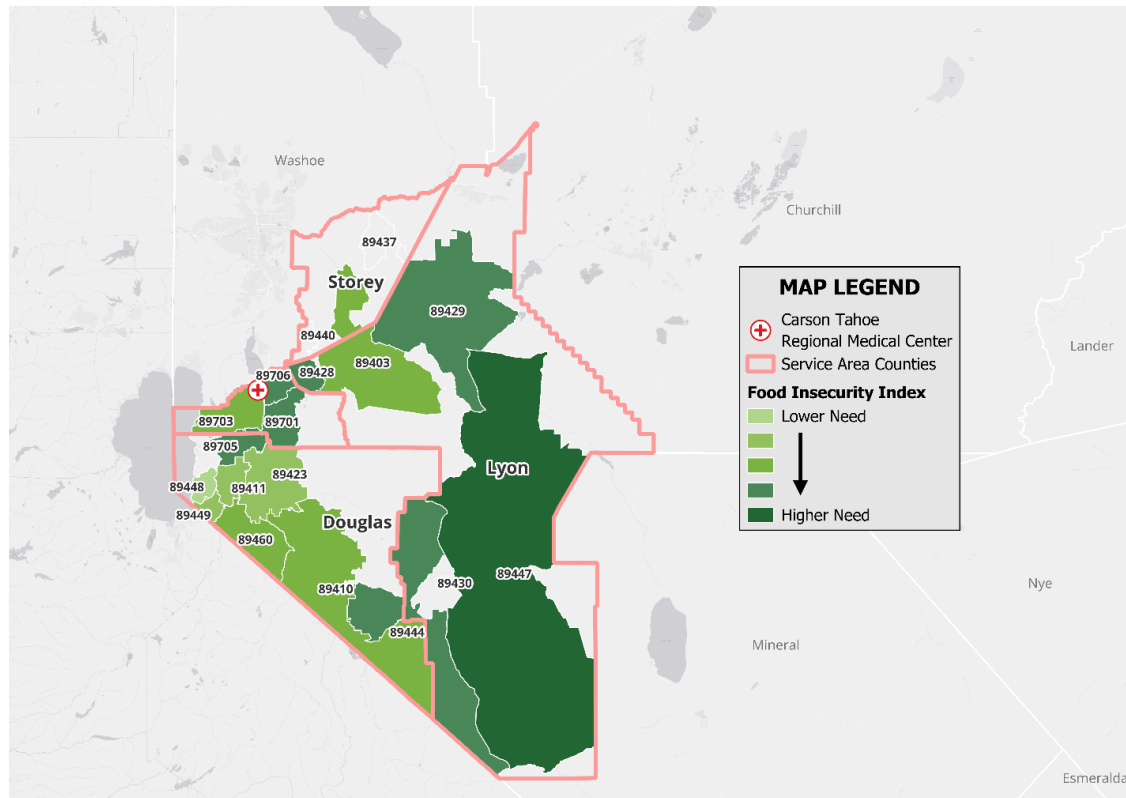 Washoe
Churchill
89437
Storey
89429
Lander
89440
89403
89706
89428
89703
89701
89705
89423
Lyon
89448
89411
89449
Douglas
89460
89430
89447
89410
Nye
89444
Mineral
Esmeralda
MAP LEGEND
Carson Tahoe
Regional Medical Center
Service Area Counties
Food Insecurity Index
Lower Need
Higher Need